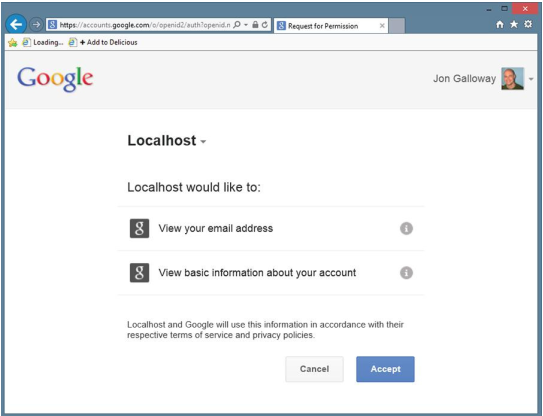 https://accounts.google.com/o/openid2/auth?openid.n
Request for Permission
Loading...
+ Add to Delicious
Google
Jon Galloway
Localhost
Localhost would like to:
g View your email address i
g View basic information about your account i
Localhost and Google will use this information in accordance with their
respective terms of service and privacy policies.
Cancel Accept